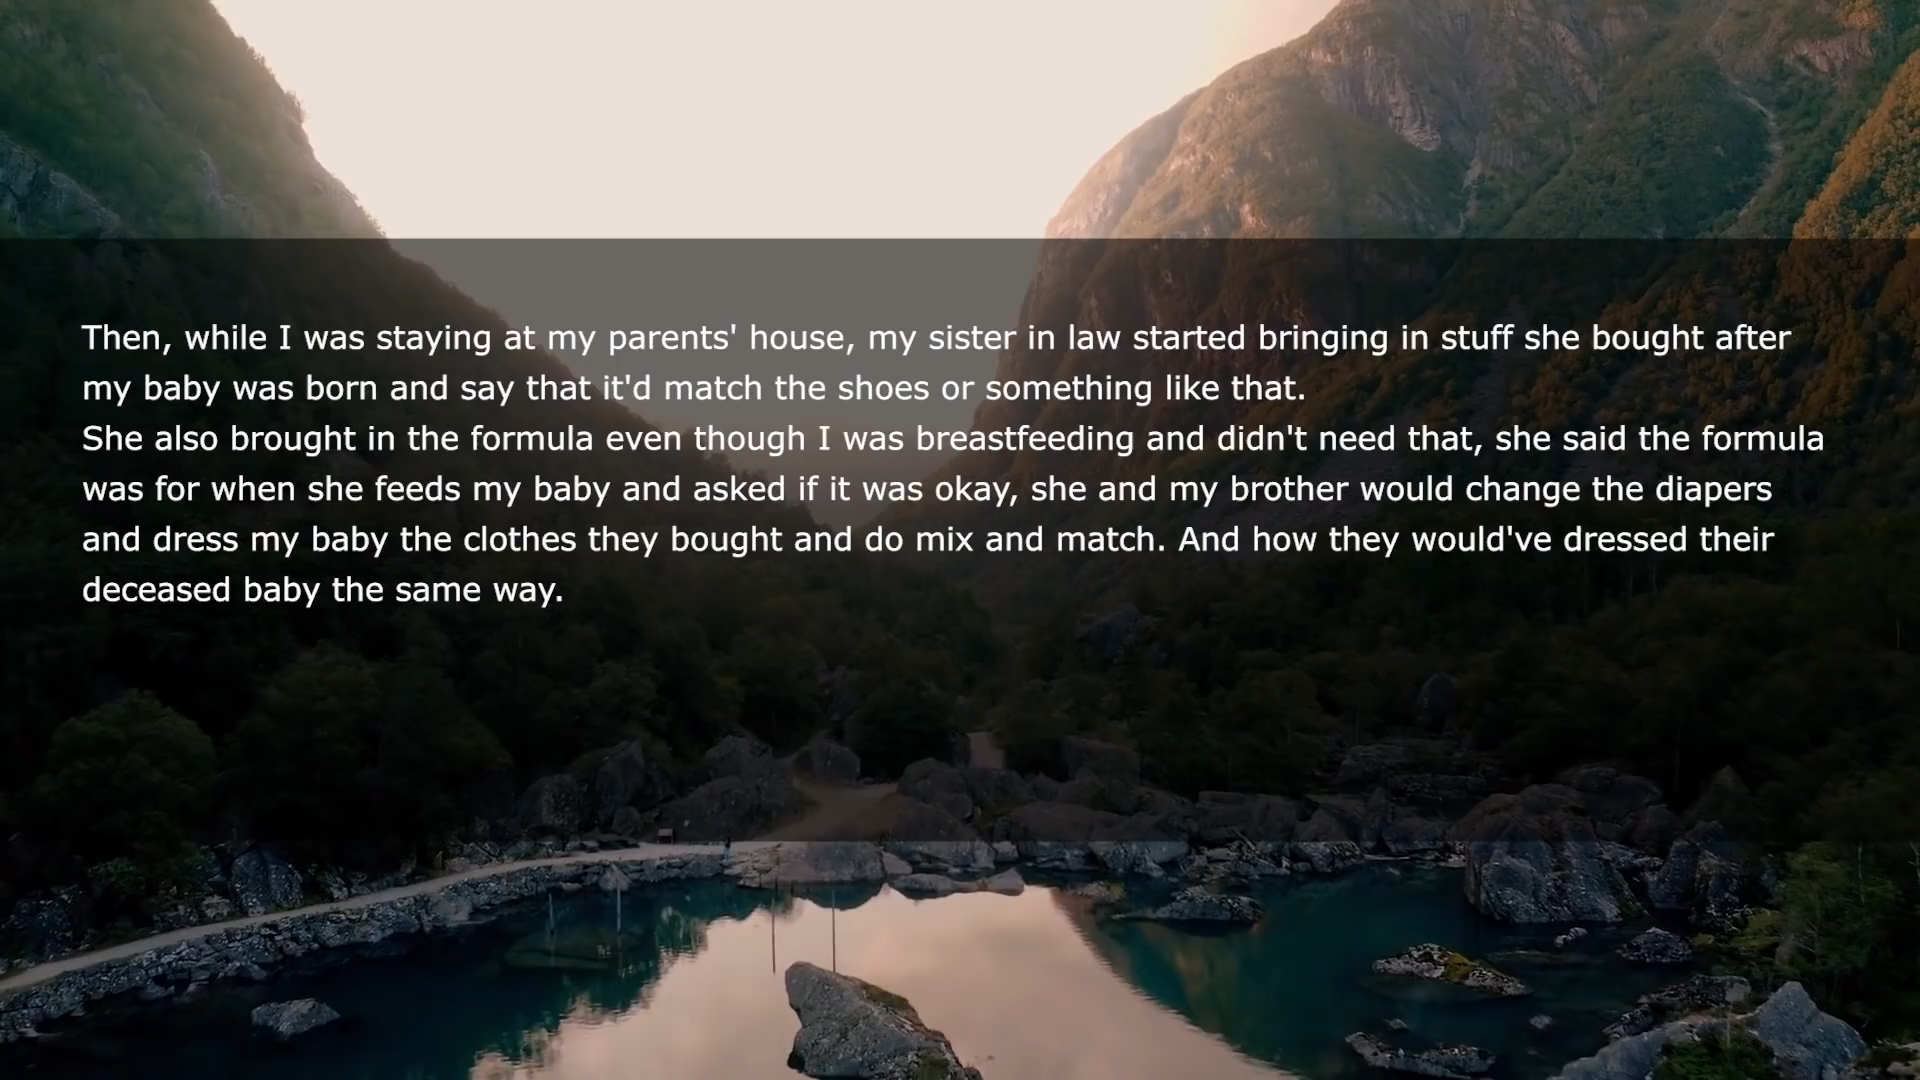 Then, while I was staying at my parents' house, my sister in law started bringing in stuff she bought after
my baby was born and say that it'd match the shoes or something like that.
She also brought in the formula even though I was breastfeeding and didn't need that, she said the formula
was for when she feeds my baby and asked if it was okay, she and my brother would change the diapers
and dress my baby the clothes they bought and do mix and match. And how they would've dressed their
deceased baby the same way.